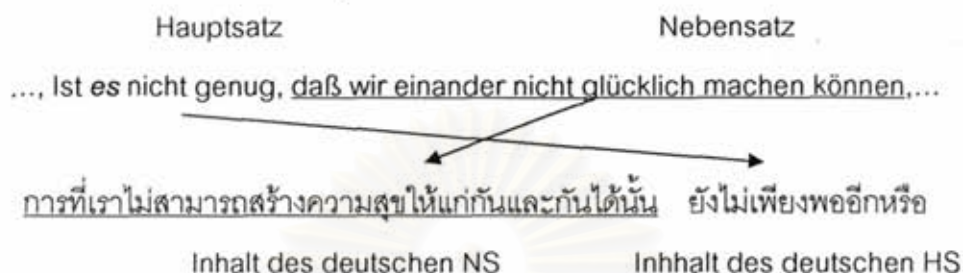 Hauptsatz Nebensatz
..., Ist es nicht genug, daß wir einander nicht glücklich machen können,...
การที่เราไม่สามารถสร้างความสุขให้แก่กันและกันได้นั้น ยังไม่เพียงพออีกหรือ
Inhalt des deutschen NS Inhhalt des deutschen HS